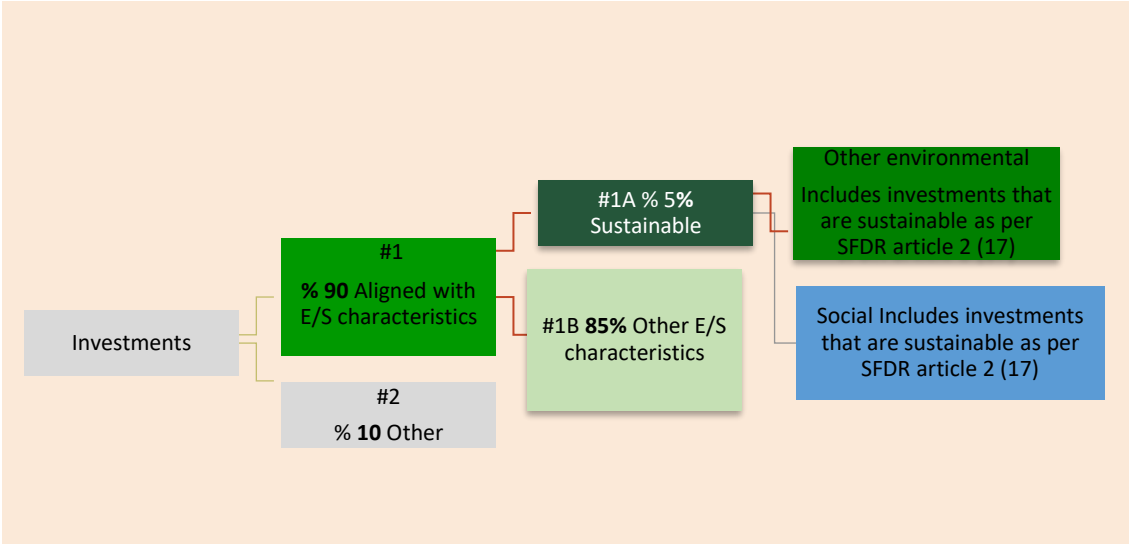 Investments
#1
% 90 Aligned with
E/S characteristics
#2
% 10 Other
#1A % 5%
Sustainable
#1B 85% Other E/S
characteristics
Other environmental
Includes investments that
are sustainable as per
SFDR article 2 (17)
Social Includes investments
that are sustainable as per
SFDR article 2 (17)